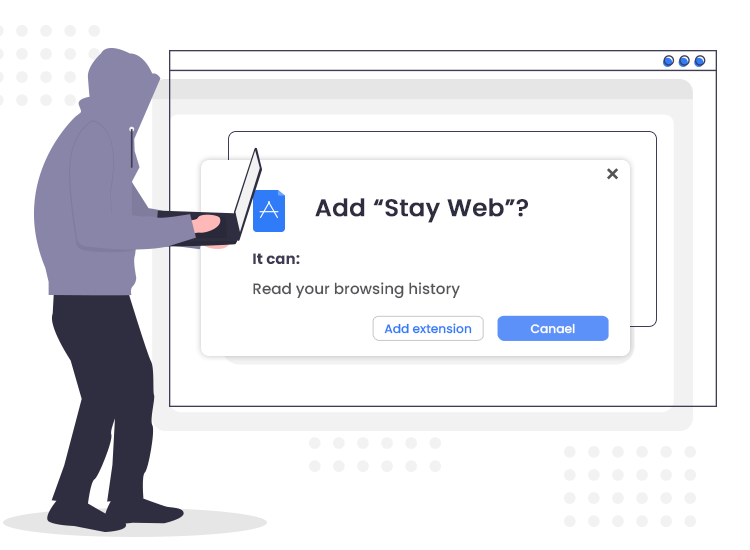 Add “Stay Web”?
It can:
Read your browsing history
Add extension
Canael